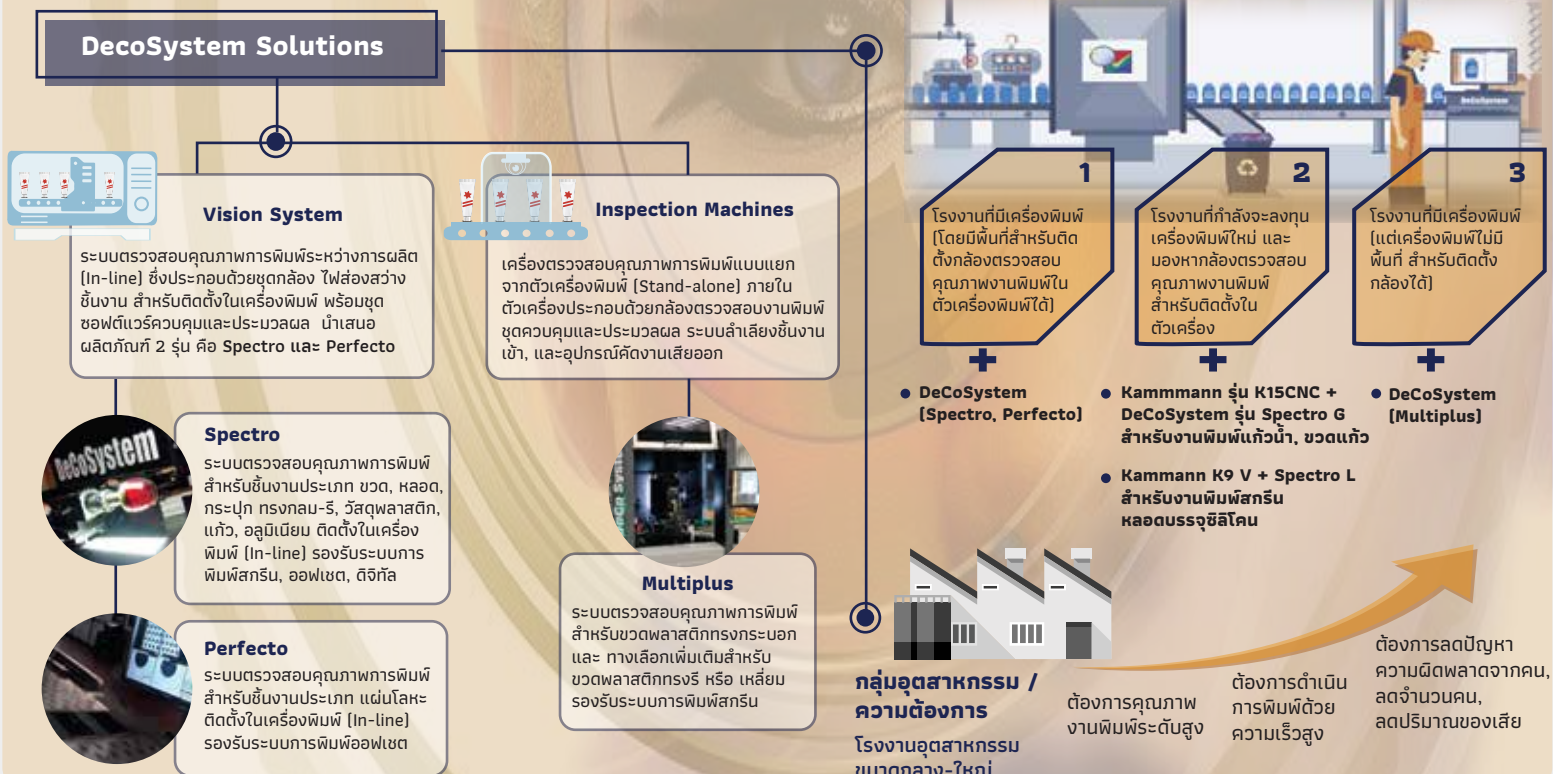 DecoSystem Solutions
Vision System
ระบบตรวจสอบคุณภาพการพิมพ์ระหว่างการผลิต
(In-line) ซึ่งประกอบด้วยชุดกล้อง ไฟส่องสว่าง
ชิ้นงาน สำหรับติดตั้งในเครื่องพิมพ์ พร้อมชุด
ซอฟต์แวร์ควบคุมและประมวลผล นำเสนอ
ผลิตภัณฑ์ 2 รุ่น คือ Spectro และ Perfecto
Inspection Machines
เครื่องตรวจสอบคุณภาพการพิมพ์แบบแยก
จากตัวเครื่องพิมพ์ (Stand-alone) ภายใน
ตัวเครื่องประกอบด้วยกล้องตรวจสอบงานพิมพ์
ชุดควบคุมและประมวลผล ระบบลำเลียงชิ้นงาน
เข้า, และอุปกรณ์คัดงานเสียออก
DeCoSystem
Spectro
ระบบตรวจสอบคุณภาพการพิมพ์
สำหรับชิ้นงานประเภท ขวด, หลอด,
กระปุก ทรงกลม-รี, วัสดุพลาสติก,
แก้ว, อลูมิเนียม ติดตั้งในเครื่อง
พิมพ์ (In-line) รองรับระบบการ
พิมพ์สกรีน, ออฟเซต, ดิจิทัล
Perfecto
ระบบตรวจสอบคุณภาพการพิมพ์
สำหรับชิ้นงานประเภท แผ่นโลหะ
ติดตั้งในเครื่องพิมพ์ (In-line)
รองรับระบบการพิมพ์ออฟเซต
Multiplus
ระบบตรวจสอบคุณภาพการพิมพ์
สำหรับขวดพลาสติกทรงกระบอก
และ ทางเลือกเพิ่มเติมสำหรับ
ขวดพลาสติกทรงรี หรือ เหลี่ยม
รองรับระบบการพิมพ์สกรีน
DeCoSystem
1
โรงงานที่มีเครื่องพิมพ์
(โดยมีพื้นที่สำหรับติด
ตั้งกล้องตรวจสอบ
คุณภาพงานพิมพ์ใน
ตัวเครื่องพิมพ์ได้)
DeCoSystem
(Spectro, Perfecto)
2
โรงงานที่กำลังจะลงทุน
เครื่องพิมพ์ใหม่ และ
มองหากล้องตรวจสอบ
คุณภาพงานพิมพ์
สำหรับติดตั้งใน
ตัวเครื่อง
Kammmann รุ่น K15CNC +
DeCoSystem รุ่น Spectro G
สำหรับงานพิมพ์แก้วน้ำ, ขวดแก้ว
Kammann K9 V + Spectro L
สำหรับงานพิมพ์สกรีน
หลอดบรรจุซิลิโคน
3
โรงงานที่มีเครื่องพิมพ์
(แต่เครื่องพิมพ์ไม่มี
พื้นที่ สำหรับติดตั้ง
กล้องได้)
DeCoSystem
(Multiplus)
กลุ่มอุตสาหกรรม /
ความต้องการ
โรงงานอุตสาหกรรม
ขนาดกลาง-ใหญ่
ต้องการคุณภาพ
งานพิมพ์ระดับสูง
ต้องการดำเนิน
การพิมพ์ด้วย
ความเร็วสูง
ต้องการลดปัญหา
ความผิดพลาดจากคน,
ลดจำนวนคน,
ลดปริมาณของเสีย